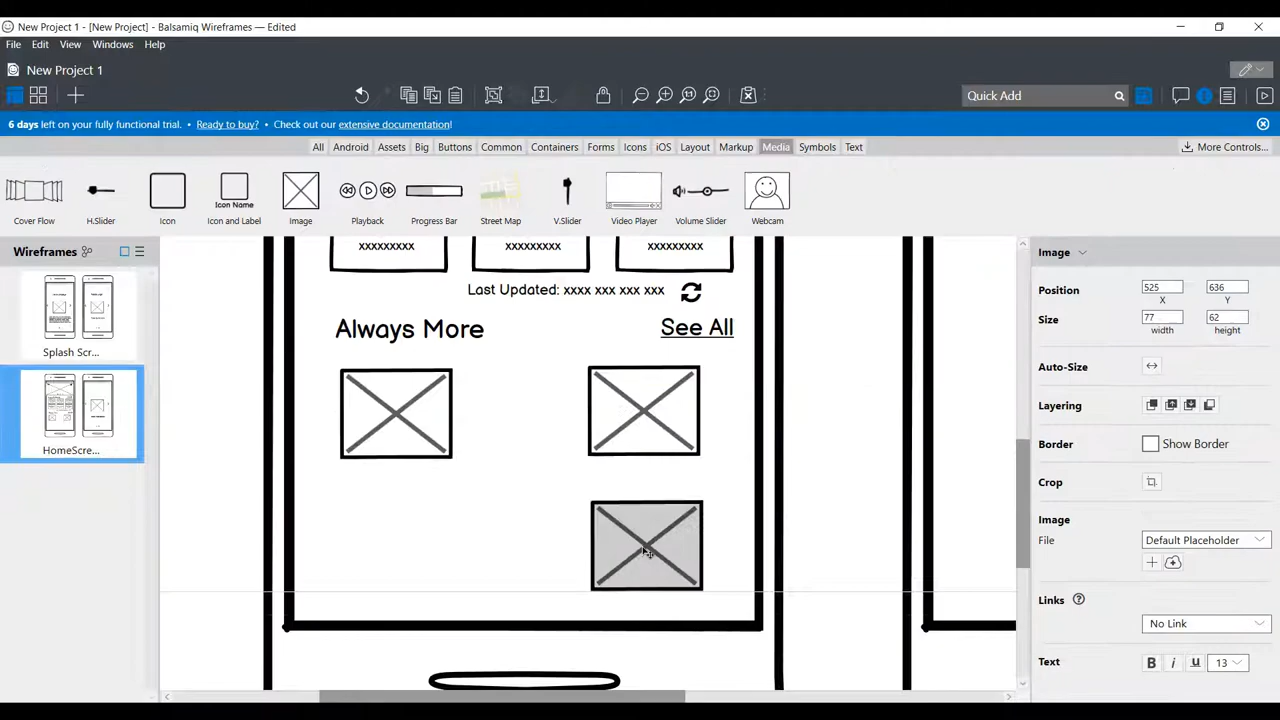 New Project 1 - [New Project] - Balsamiq Wireframes — Edited
File Edit View Windows Help
New Project 1
Quick Add
6 days left on your fully functional trial. • Ready to buy? • Check out our extensive documentation!
All Android Assets Big Buttons Common Containers Forms Icons iOS Layout Markup Media Symbols Text More Controls...
Icon Name
Cover Flow H.Slider Icon Icon and Label Image Playback Progress Bar Street Map V.Slider Video Player Volume Slider Webcam
Wireframes
Splash Scr...
HomeScre...
xxxxxxxxx xxxxxxxxx xxxxxxxxx
Last Updated: xxxx xxx xxx xxx
Always More See All
Image
Position 525 636
X Y
Size 77 62
width height
Auto-Size
Layering
Border Show Border
Crop
Image
File Default Placeholder
Links ?
No Link
Text B i u 13